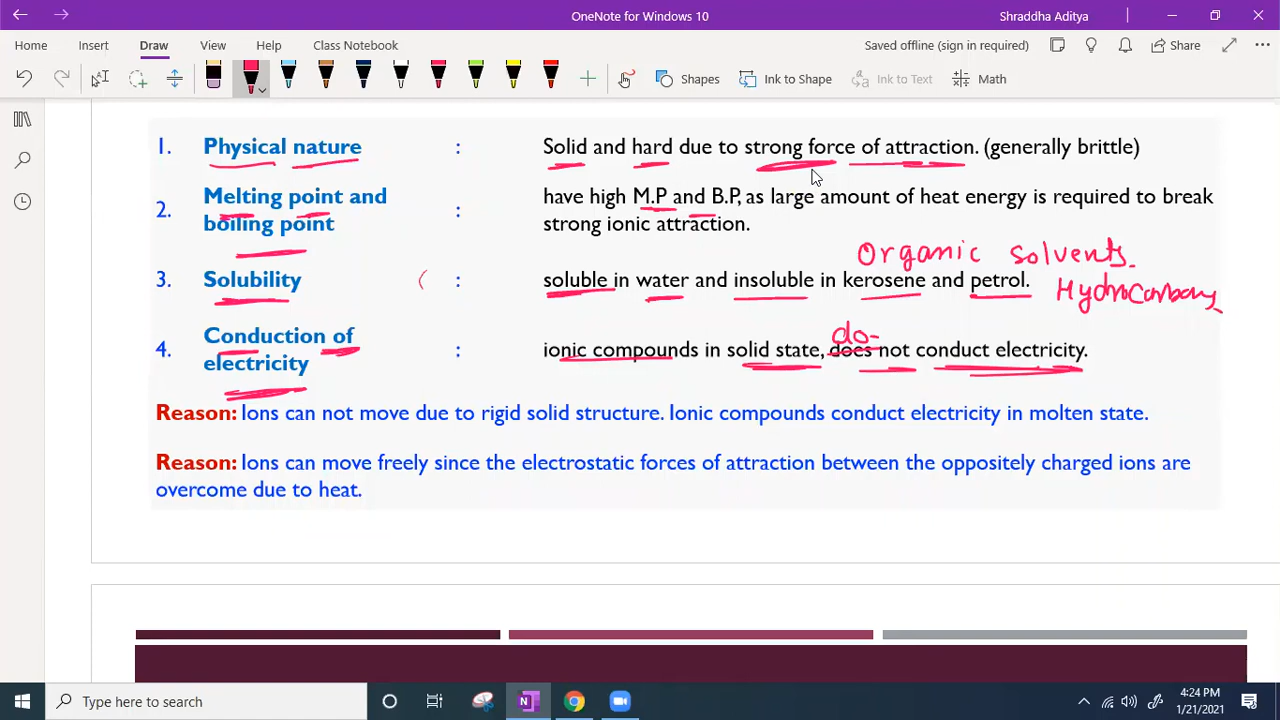 OneNote for Windows 10
Shraddha Aditya
Home Insert Draw View Help Class Notebook Saved offline (sign in required) Share
Shapes Ink to Shape Ink to Text Math
1. Physical nature : Solid and hard due to strong force of attraction. (generally brittle)
2. Melting point and boiling point : have high M.P and B.P, as large amount of heat energy is required to break
strong ionic attraction.
Organic solvents.
3. Solubility ( : soluble in water and insoluble in kerosene and petrol.
Hydrocarbons
do
4. Conduction of electricity : ionic compounds in solid state, does not conduct electricity.
Reason: Ions can not move due to rigid solid structure. Ionic compounds conduct electricity in molten state.
Reason: Ions can move freely since the electrostatic forces of attraction between the oppositely charged ions are
overcome due to heat.
Type here to search
4:24 PM
1/21/2021